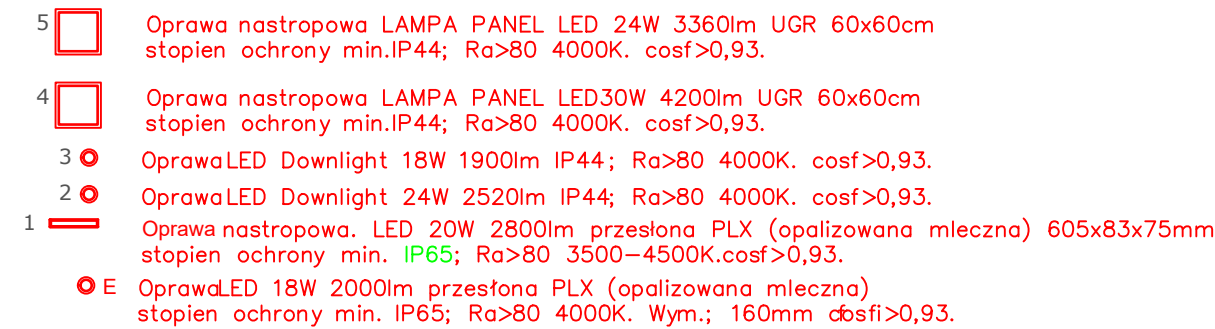 5 Oprawa nastropowa LAMPA PANEL LED 24W 3360lm UGR 60x60cm
stopien ochrony min.IP44; Ra>80 4000K. cosf>0,93.
4 Oprawa nastropowa LAMPA PANEL LED30W 4200lm UGR 60x60cm
stopien ochrony min.IP44; Ra>80 4000K. cosf>0,93.
3 OprawaLED Downlight 18W 1900lm IP44; Ra>80 4000K. cosf>0,93.
2 OprawaLED Downlight 24W 2520lm IP44; Ra>80 4000K. cosf>0,93.
1 Oprawa nastropowa. LED 20W 2800lm przesłona PLX (opalizowana mleczna) 605x83x75mm
stopien ochrony min. IP65; Ra>80 3500-4500K.cosf>0,93.
E OprawaLED 18W 2000lm przesłona PLX (opalizowana mleczna)
stopien ochrony min. IP65; Ra>80 4000K. Wym.; 160mm cfosfi>0,93.